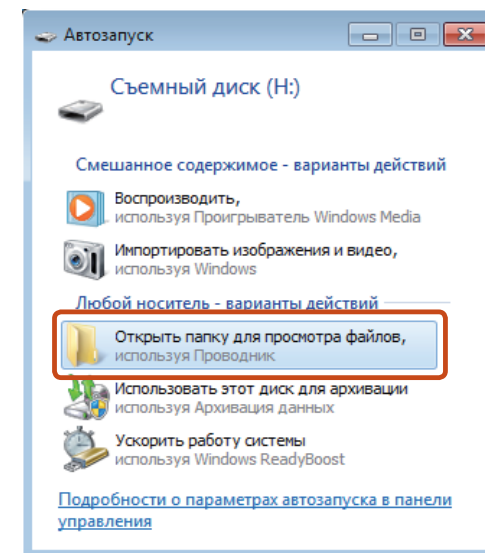 Автозапуск
Съемный диск (H:)
Смешанное содержимое - варианты действий
Воспроизводить,
используя Проигрыватель Windows Media
Импортировать изображения и видео,
используя Windows
Любой носитель - варианты действий
Открыть папку для просмотра файлов,
используя Проводник
Использовать этот диск для архивации
используя Архивация данных
Ускорить работу системы
используя Windows ReadyBoost
Подробности о параметрах автозапуска в панели
управления